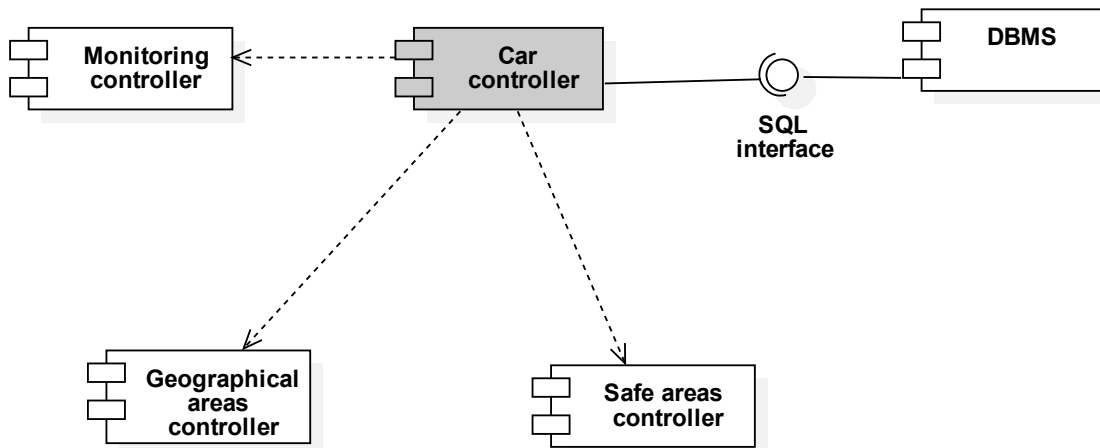 Monitoring
controller
Car
controller
DBMS
SQL
interface
Geographical
areas
controller
Safe areas
controller